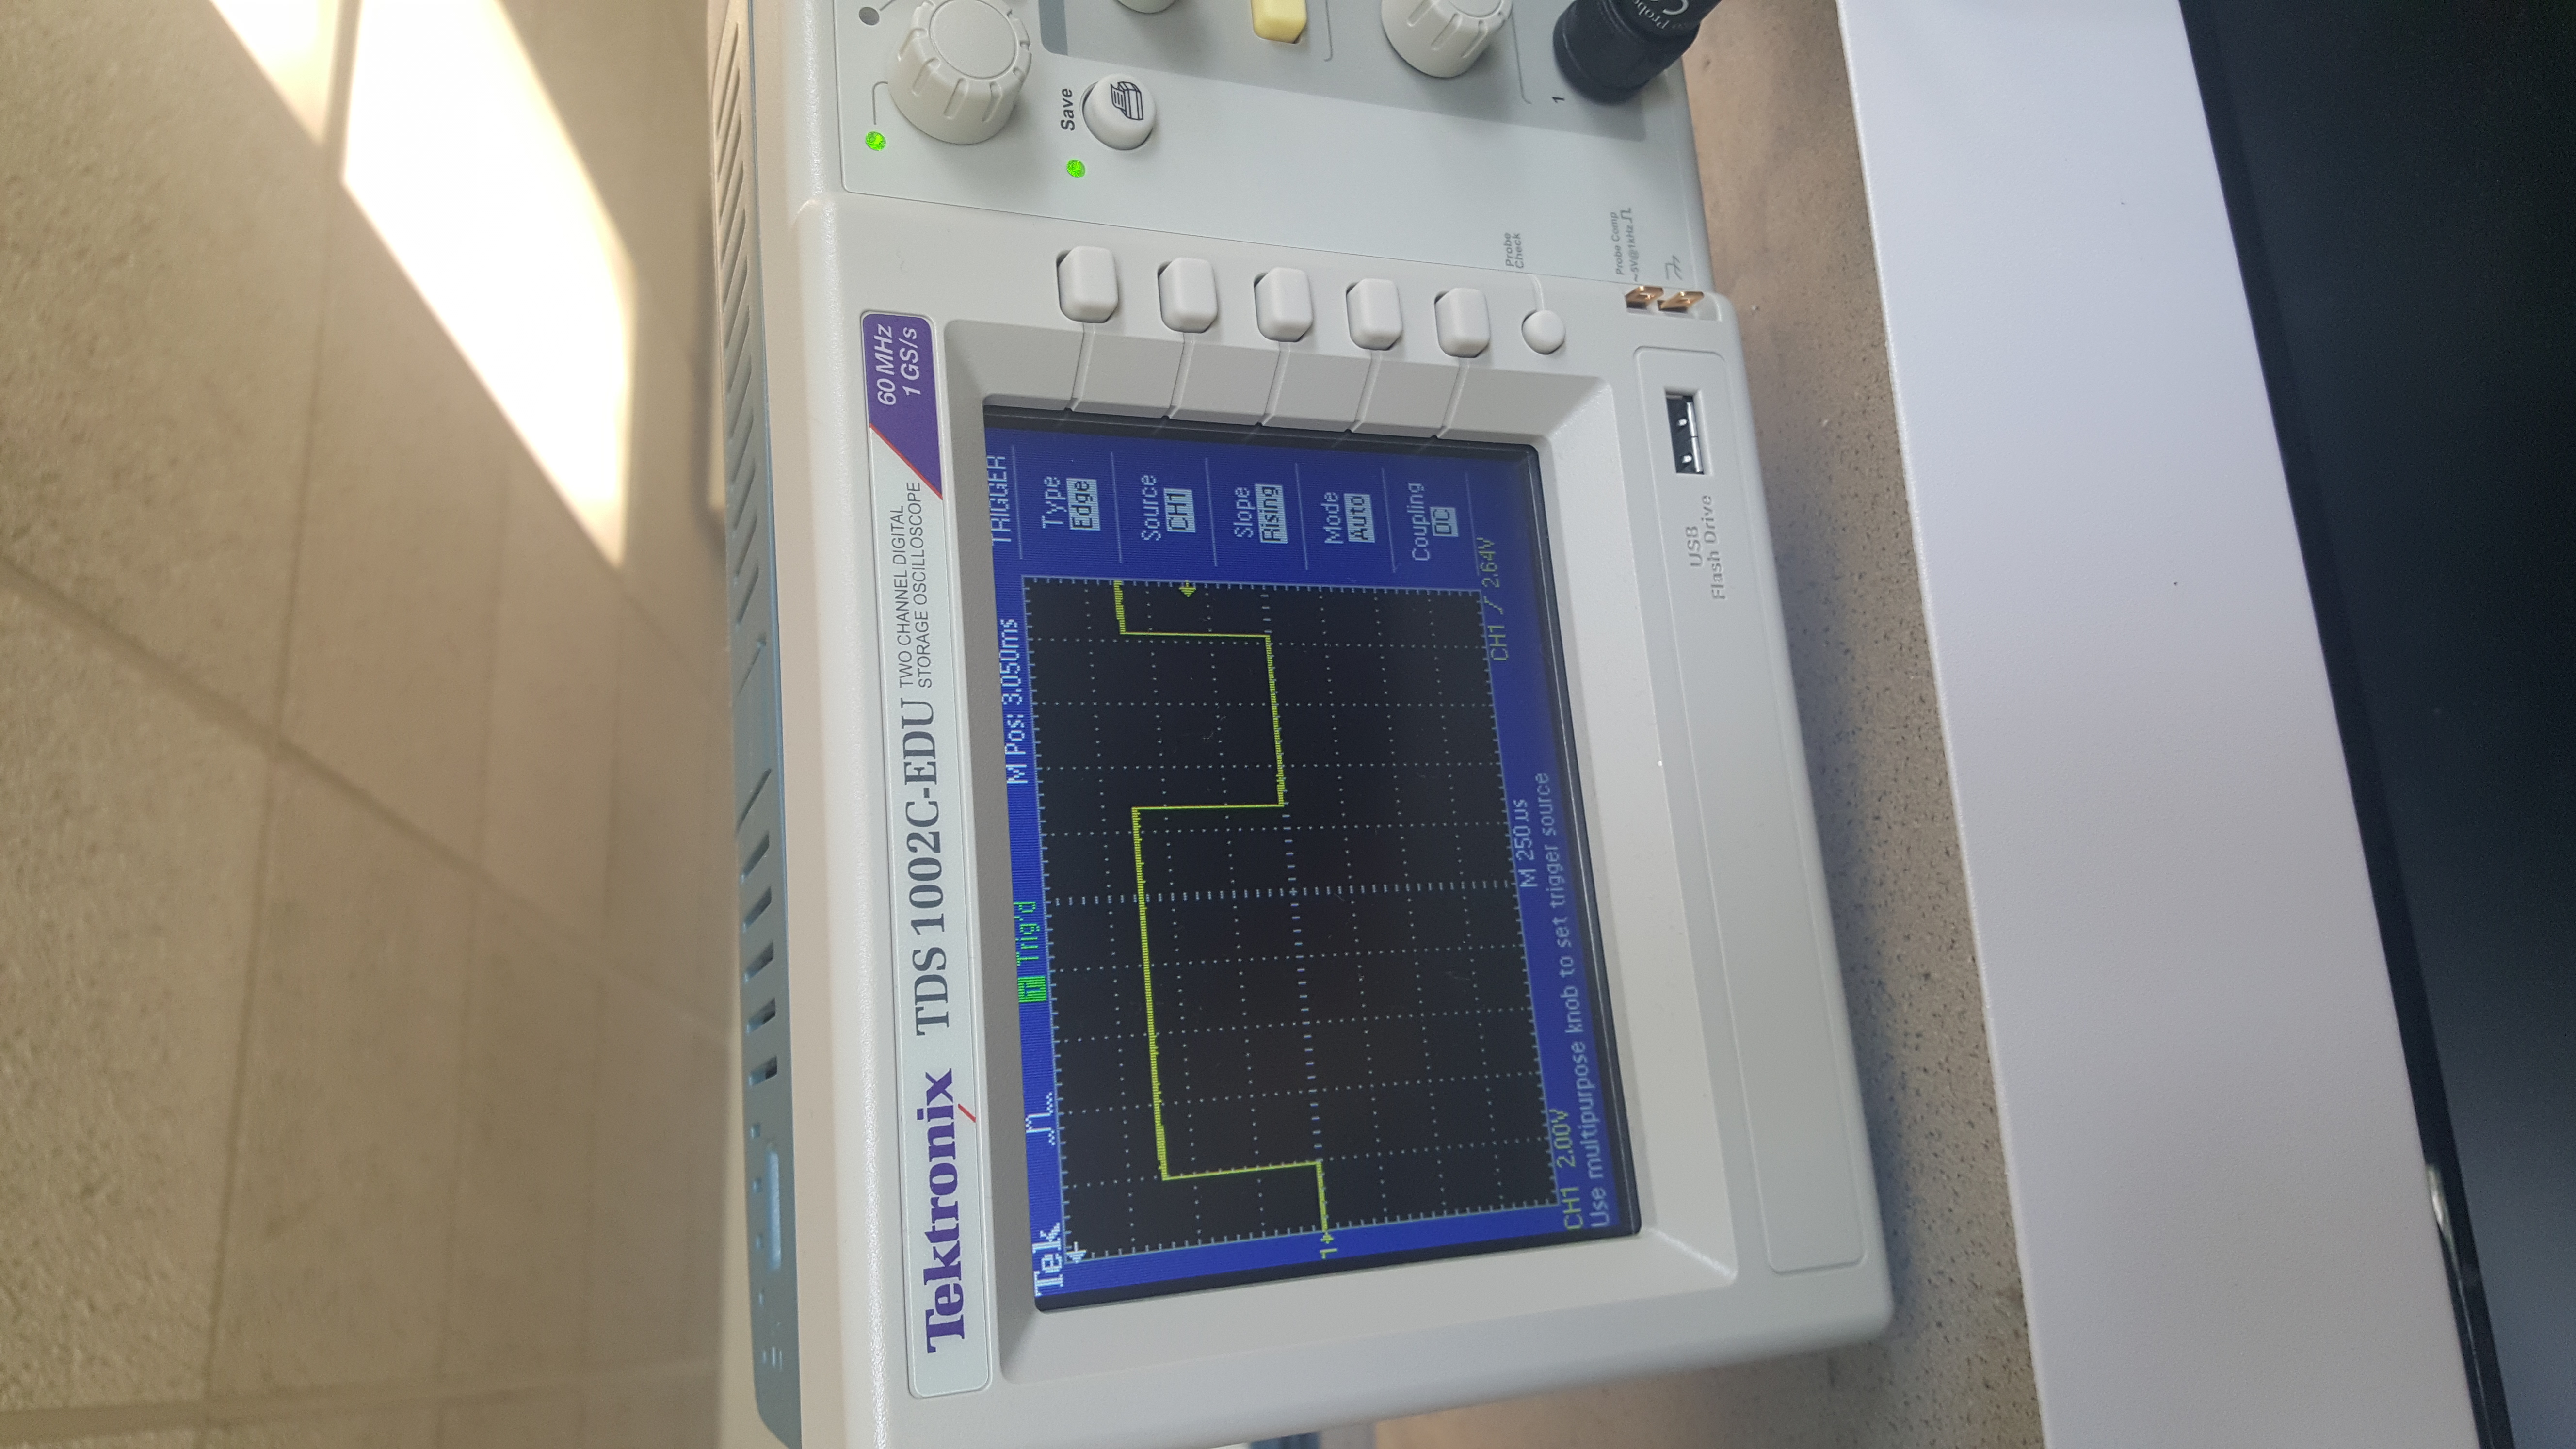 Tektronix TDS 1002C-EDU TWO CHANNEL DIGITAL STORAGE OSCILLOSCOPE
60 MHz
1 GS/s
Tek Trig'd M Pos: 3.050ms TRIGGER
Type
Edge
Source
CH1
Slope
Rising
Mode
Auto
Coupling
DC
1
CH1 2.00V M 250µs CH1 2.64V
Use multipurpose knob to set trigger source
Save
Probe
Check
1
Probe Comp
~5V@1kHz
USB
Flash Drive